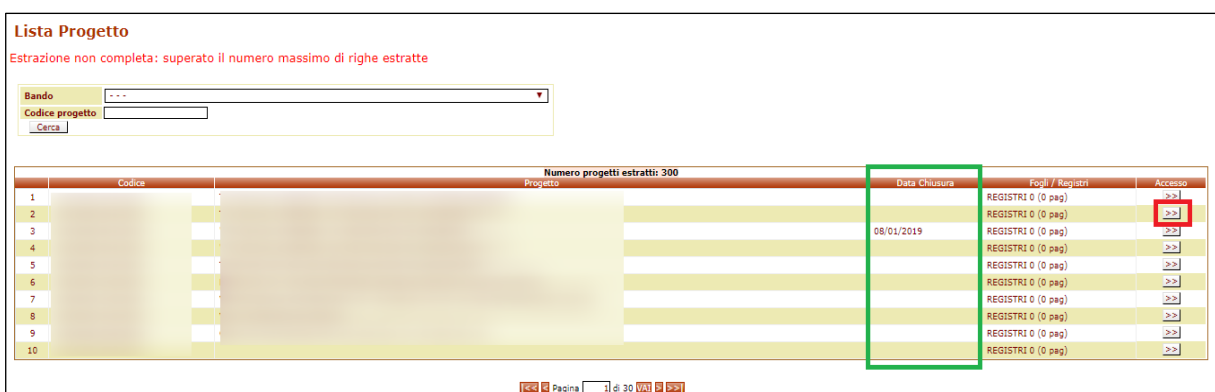 Lista Progetto
Estrazione non completa: superato il numero massimo di righe estratte
Bando - - -
Codice progetto
Cerca
Numero progetti estratti: 300
Codice Progetto Data Chiusura Fogli / Registri Accesso
1 REGISTRI 0 (0 pag) >>
2 REGISTRI 0 (0 pag) >>
3 08/01/2019 REGISTRI 0 (0 pag) >>
4 REGISTRI 0 (0 pag) >>
5 REGISTRI 0 (0 pag) >>
6 REGISTRI 0 (0 pag) >>
7 REGISTRI 0 (0 pag) >>
8 REGISTRI 0 (0 pag) >>
9 REGISTRI 0 (0 pag) >>
10 REGISTRI 0 (0 pag) >>
|<< < Pagina 1 di 30 VAI > >>|